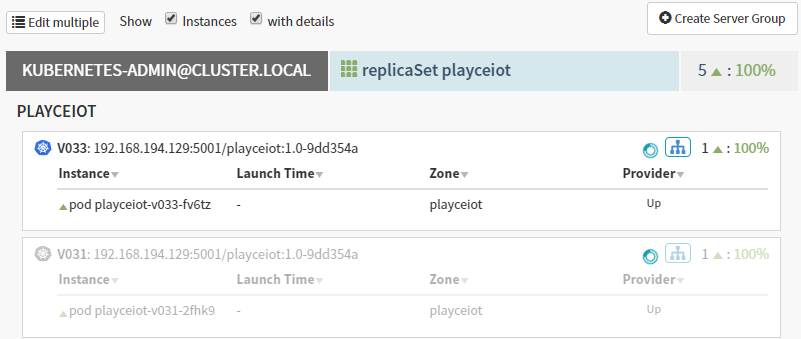 Edit multiple Show Instances with details Create Server Group
KUBERNETES-ADMIN@CLUSTER.LOCAL replicaSet playceiot 5 : 100%
PLAYCEIOT
V033: 192.168.194.129:5001/playceiot:1.0-9dd354a 1 : 100%
Instance Launch Time Zone Provider
pod playceiot-v033-fv6tz - playceiot Up
V031: 192.168.194.129:5001/playceiot:1.0-9dd354a 1 : 100%
Instance Launch Time Zone Provider
pod playceiot-v031-2fhk9 - playceiot Up